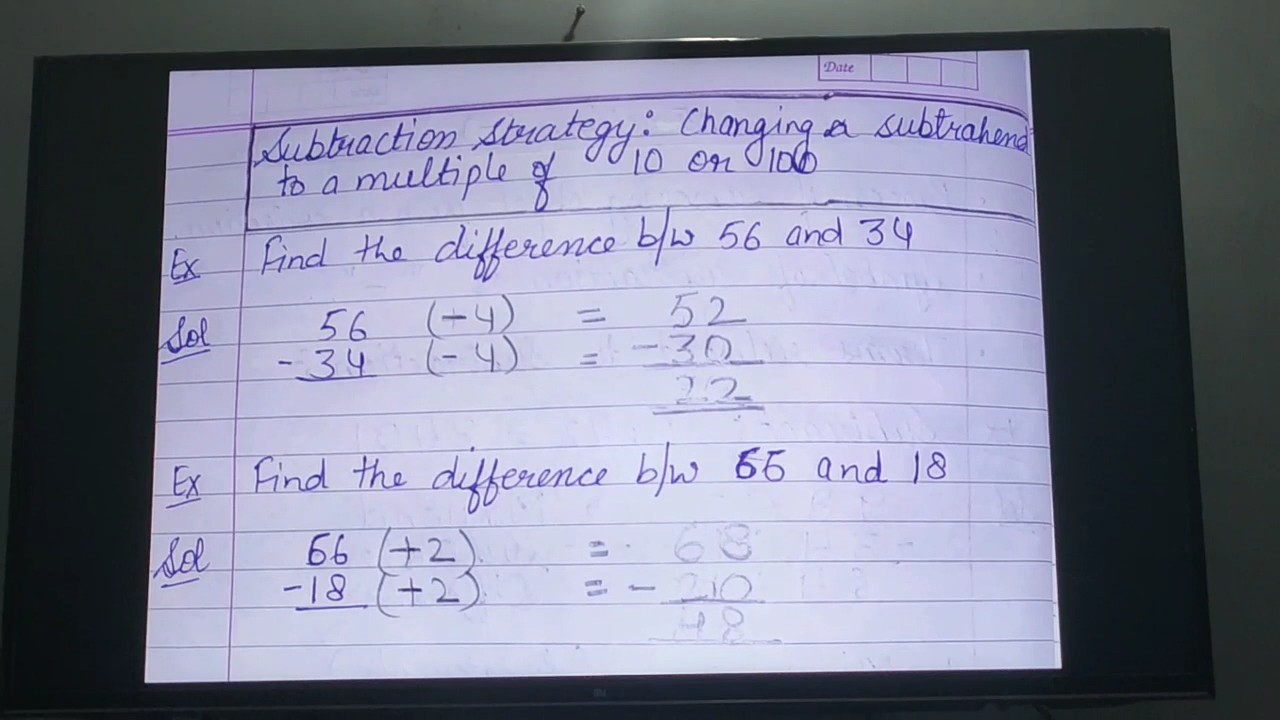 Date
Subtraction Strategy: Changing a subtrahend
to a multiple of 10 or 100
Ex Find the difference b/w 56 and 34
Sol 56 (-4) = 52
- 34 (-4) = - 30
22
Ex Find the difference b/w 66 and 18
Sol 66 (+2) = 68
- 18 (+2) = - 20
48